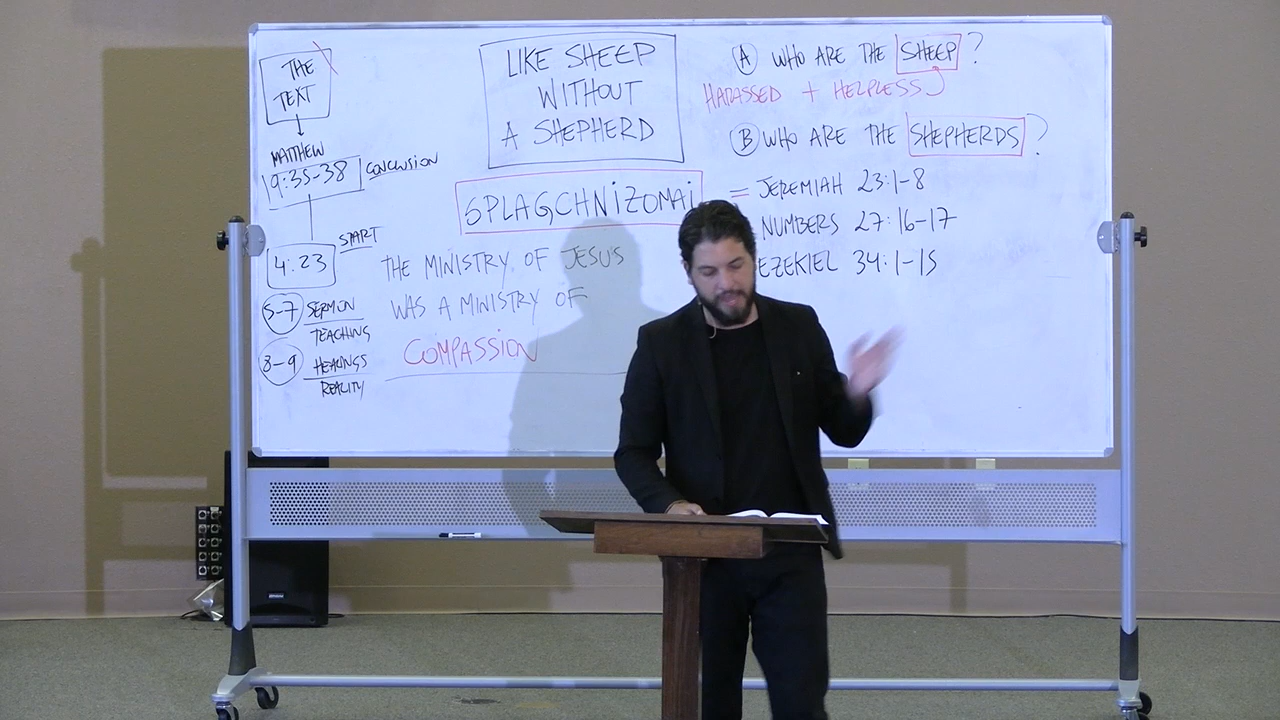 THE
TEXT
MATTHEW
9:35-38 CONCLUSION
START
4:23
5-7 SERMON
TEACHING
8-9 HEALINGS
REALITY
LIKE SHEEP
WITHOUT
A SHEPHERD
SPLAGCHNiZOMAi
THE MINISTRY OF JESUS
WAS A MINISTRY OF
COMPASSION
A WHO ARE THE SHEEP?
HARASSED + HELPLESS
B WHO ARE THE SHEPHERDS?
= JEREMIAH 23:1-8
NUMBERS 27:16-17
EZEKIEL 34:1-15